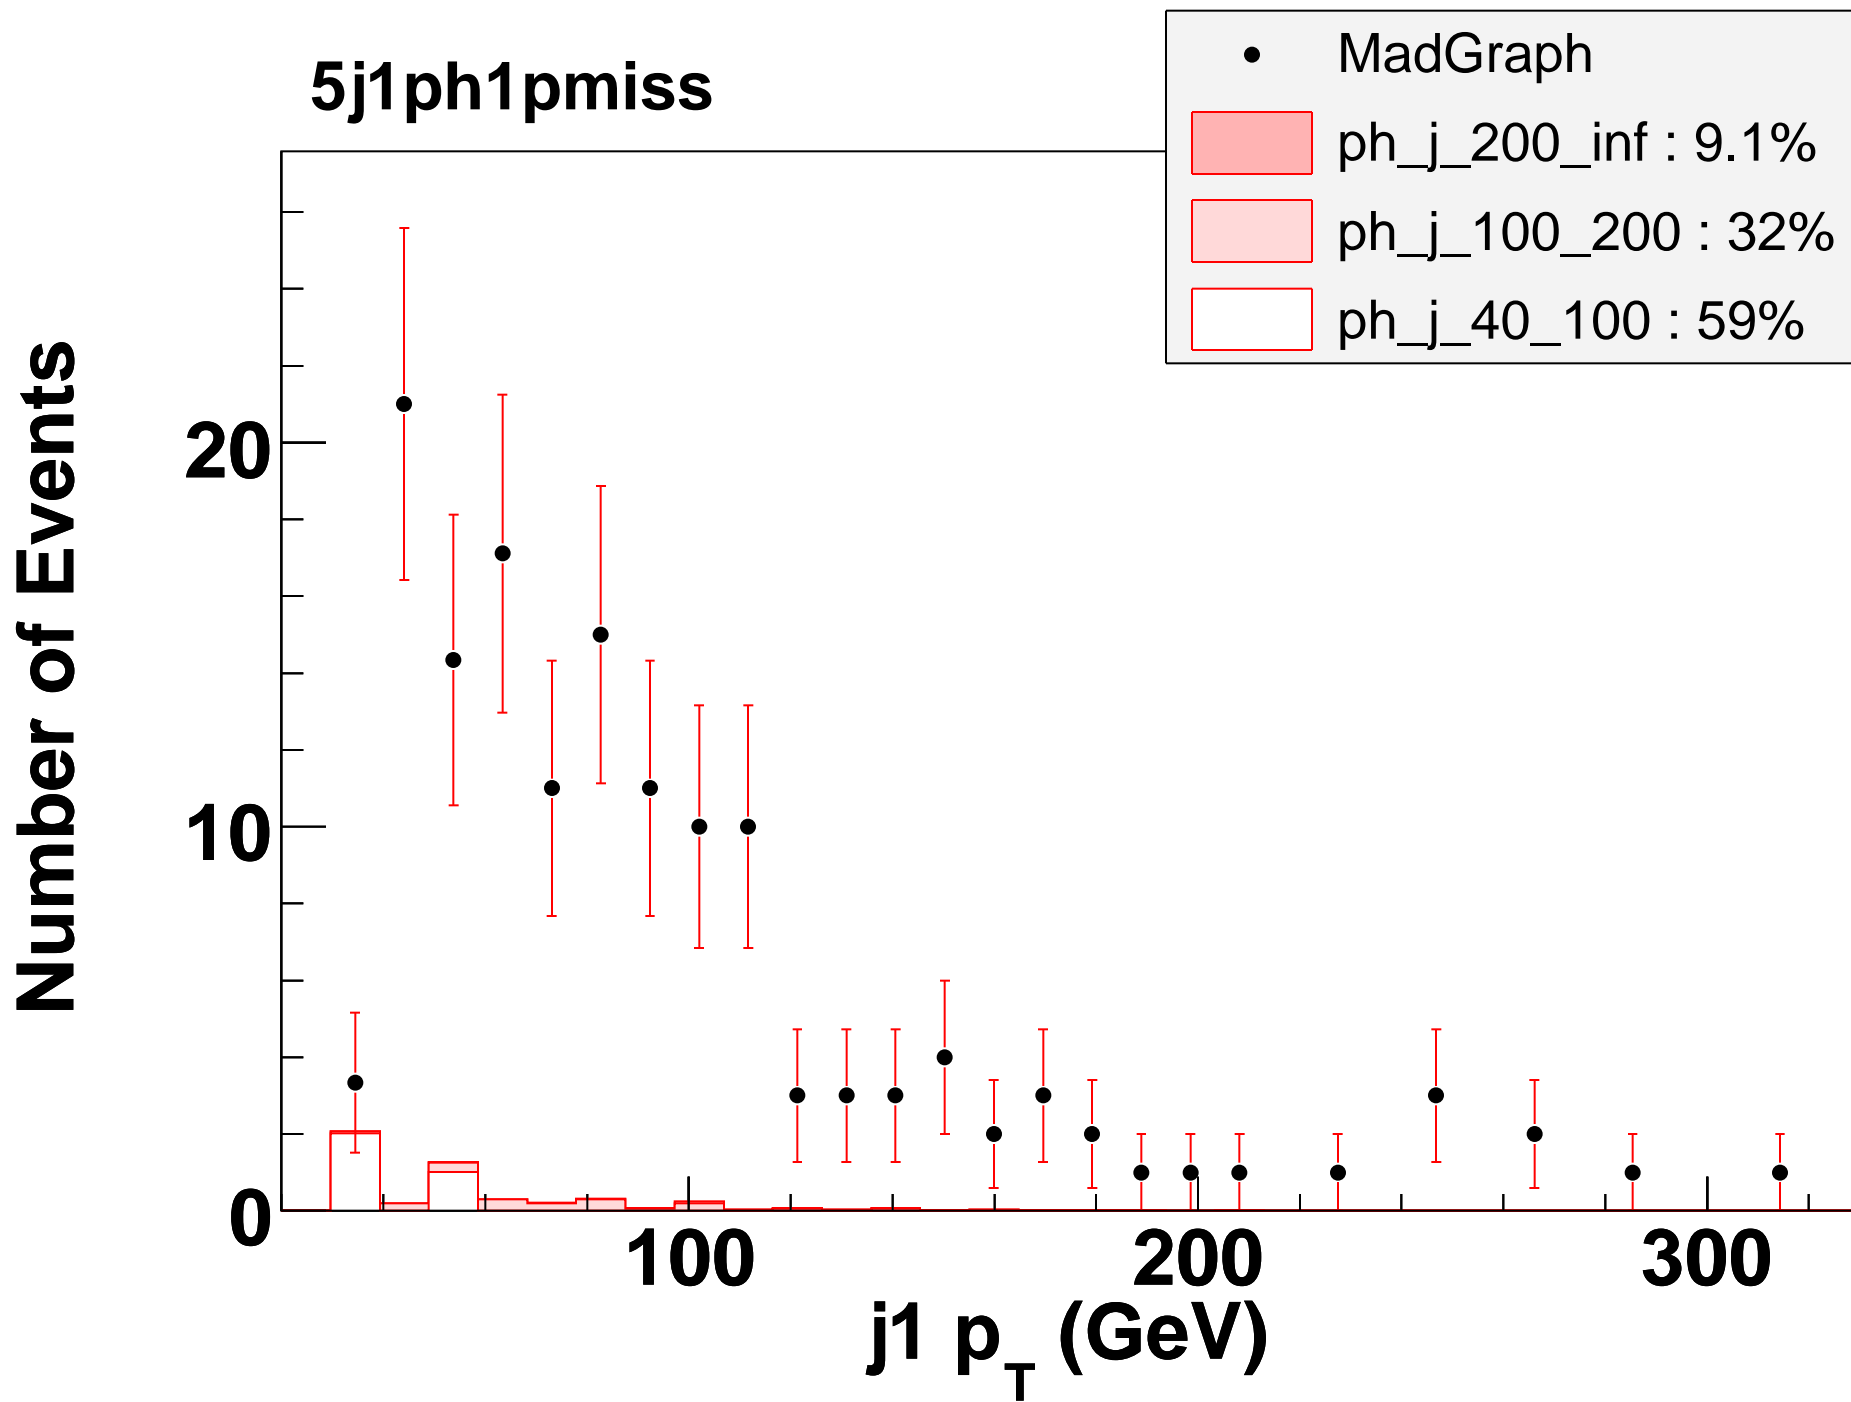 5j1ph1pmiss
MadGraph
ph_j_200_inf : 9.1%
ph_j_100_200 : 32%
ph_j_40_100 : 59%
Number of Events
20
10
0
100
200
300
j1 p_T (GeV)